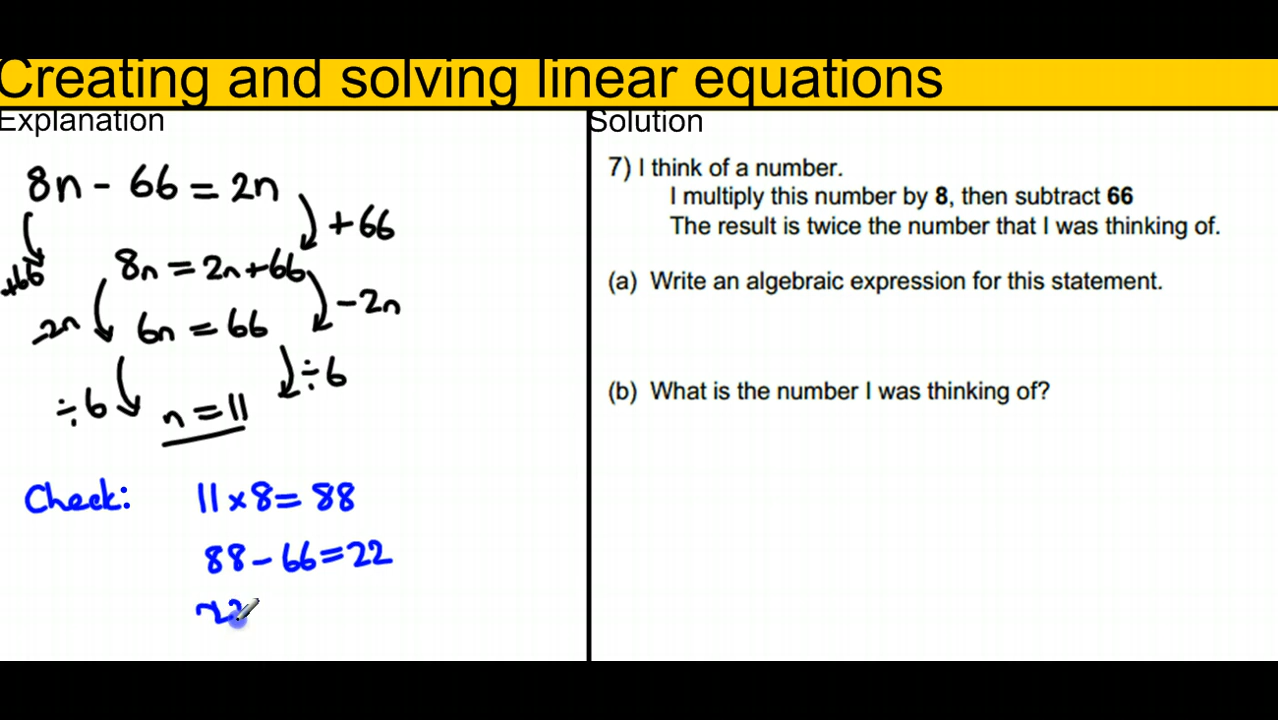 Creating and solving linear equations
Explanation
8n - 66 = 2n
+66
+66
8n = 2n+66
-2n
-2n
6n = 66
÷6
÷6
n = 11
Check: 11 × 8 = 88
88 - 66 = 22
22
Solution
7) I think of a number.
I multiply this number by 8, then subtract 66
The result is twice the number that I was thinking of.
(a) Write an algebraic expression for this statement.
(b) What is the number I was thinking of?